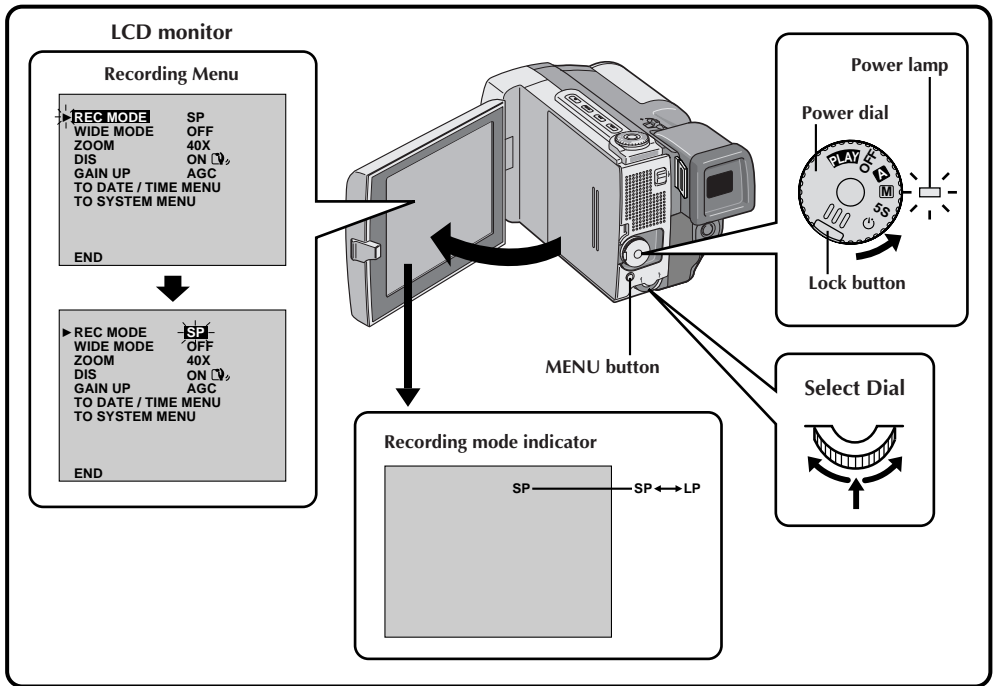 LCD monitor
Recording Menu
REC MODE SP
WIDE MODE OFF
ZOOM 40X
DIS ON
GAIN UP AGC
TO DATE / TIME MENU
TO SYSTEM MENU
END
REC MODE SP
WIDE MODE OFF
ZOOM 40X
DIS ON
GAIN UP AGC
TO DATE / TIME MENU
TO SYSTEM MENU
END
MENU button
Recording mode indicator
SP SP LP
Power lamp
Power dial
PLAY
OFF
A
M
5S
Lock button
Select Dial